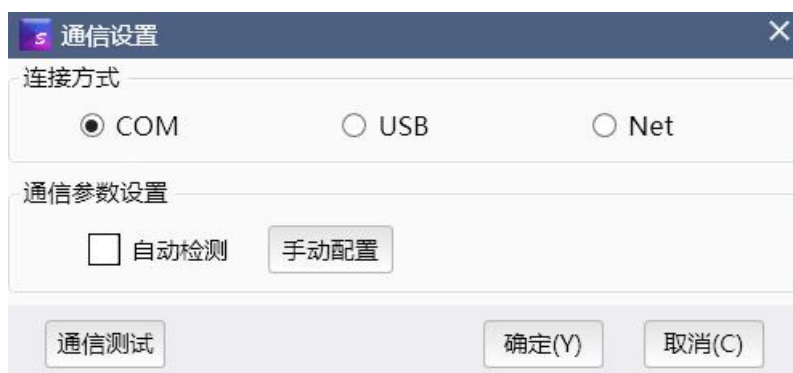 S 通信设置
连接方式
COM USB Net
通信参数设置
自动检测 手动配置
通信测试 确定(Y) 取消(C)